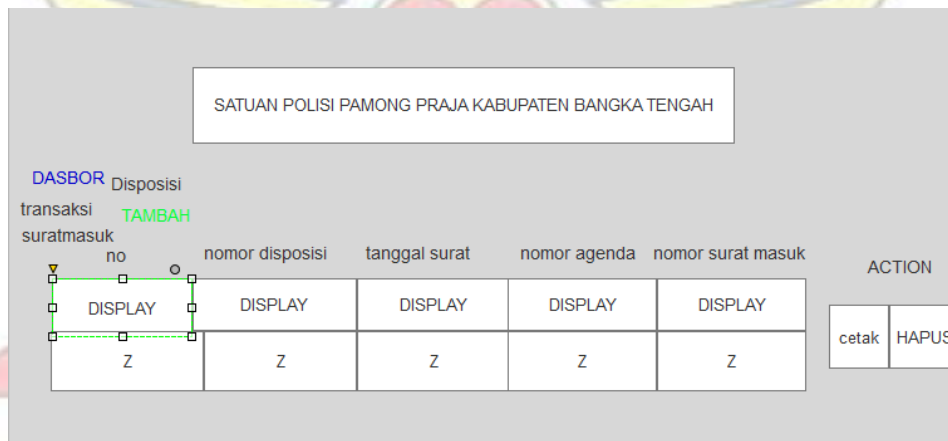 SATUAN POLISI PAMONG PRAJA KABUPATEN BANGKA TENGAH
DASBOR Disposisi
transaksi TAMBAH
suratmasuk
no nomor disposisi tanggal surat nomor agenda nomor surat masuk ACTION
DISPLAY DISPLAY DISPLAY DISPLAY DISPLAY
cetak HAPUS
Z Z Z Z Z